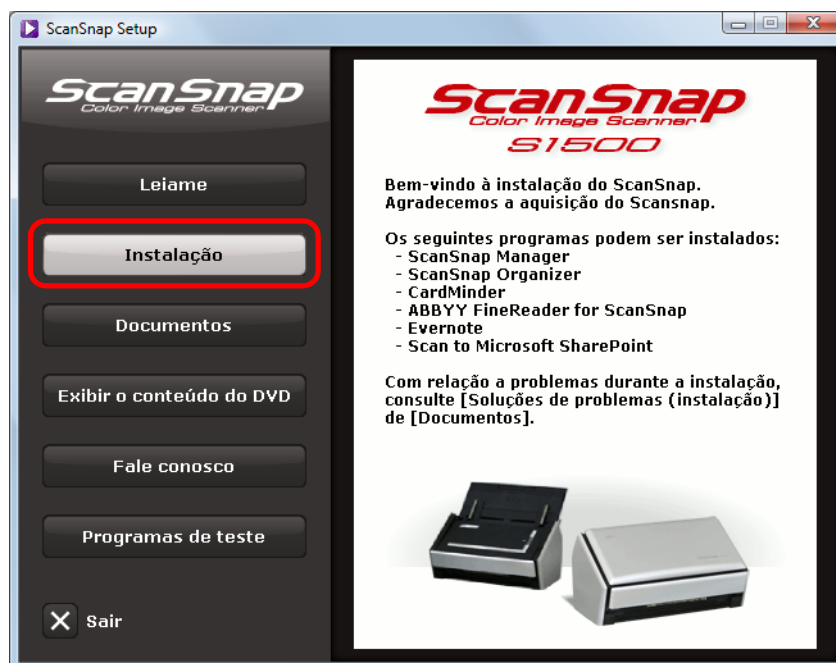 ScanSnap Setup
ScanSnap
Color Image Scanner
Leiame
Instalação
Documentos
Exibir o conteúdo do DVD
Fale conosco
Programas de teste
Sair
ScanSnap
Color Image Scanner
S1500
Bem-vindo à instalação do ScanSnap.
Agradecemos a aquisição do Scansnap.
Os seguintes programas podem ser instalados:
- ScanSnap Manager
- ScanSnap Organizer
- CardMinder
- ABBYY FineReader for ScanSnap
- Evernote
- Scan to Microsoft SharePoint
Com relação a problemas durante a instalação,
consulte [Soluções de problemas (instalação)]
de [Documentos].